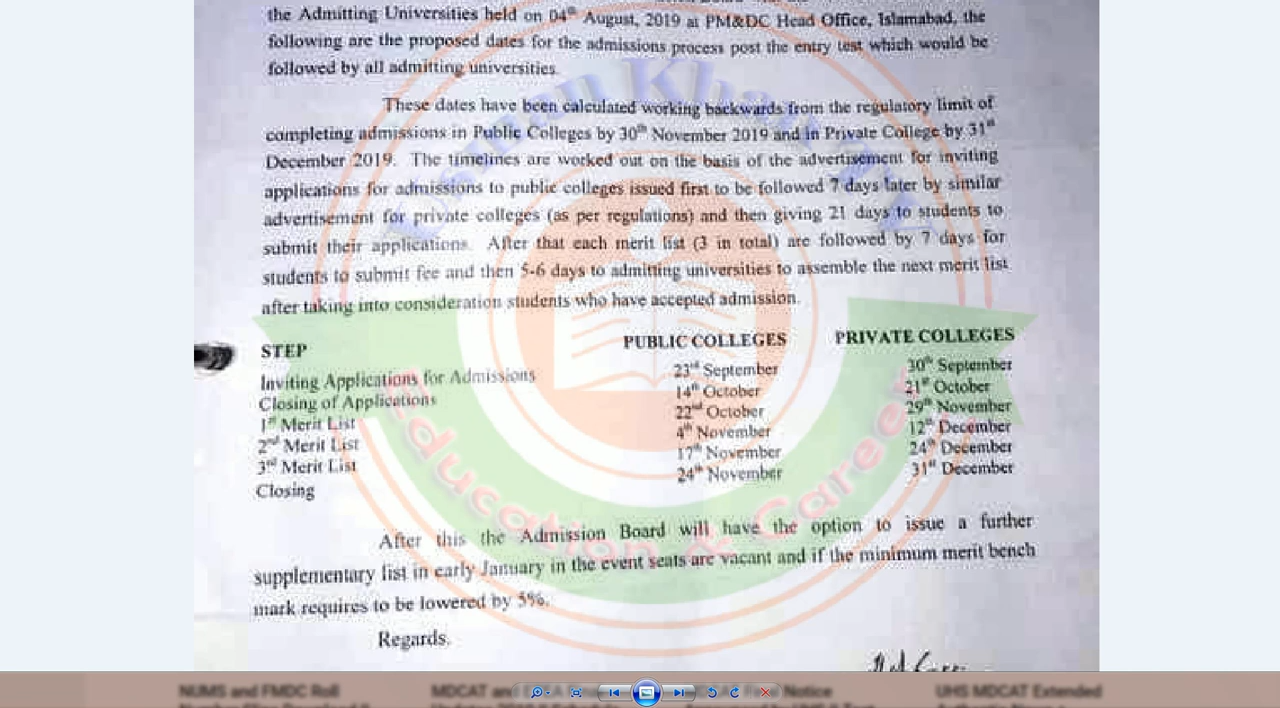 the Admitting Universities held on 04th August, 2019 at PM&DC Head Office, Islamabad, the
following are the proposed dates for the admissions process post the entry test which would be
followed by all admitting universities.
These dates have been calculated working backwards from the regulatory limit of
completing admissions in Public Colleges by 30th November 2019 and in Private College by 31st
December 2019. The timelines are worked out on the basis of the advertisement for inviting
applications for admissions to public colleges issued first to be followed 7 days later by similar
advertisement for private colleges (as per regulations) and then giving 21 days to students to
submit their applications. After that each merit list (3 in total) are followed by 7 days for
students to submit fee and then 5-6 days to admitting universities to assemble the next merit list
after taking into consideration students who have accepted admission.
STEP PUBLIC COLLEGES PRIVATE COLLEGES
Inviting Applications for Admissions 23rd September 30th September
Closing of Applications 14th October 21st October
1st Merit List 22nd October 29th November
2nd Merit List 4th November 12th December
3rd Merit List 17th November 24th December
Closing 24th November 31st December
After this the Admission Board will have the option to issue a further
supplementary list in early January in the event seats are vacant and if the minimum merit bench
mark requires to be lowered by 5%.
Regards.
Khan
Education & Career
NUMS and FMDC Roll
MDCAT and
Notice
UHS MDCAT Extended